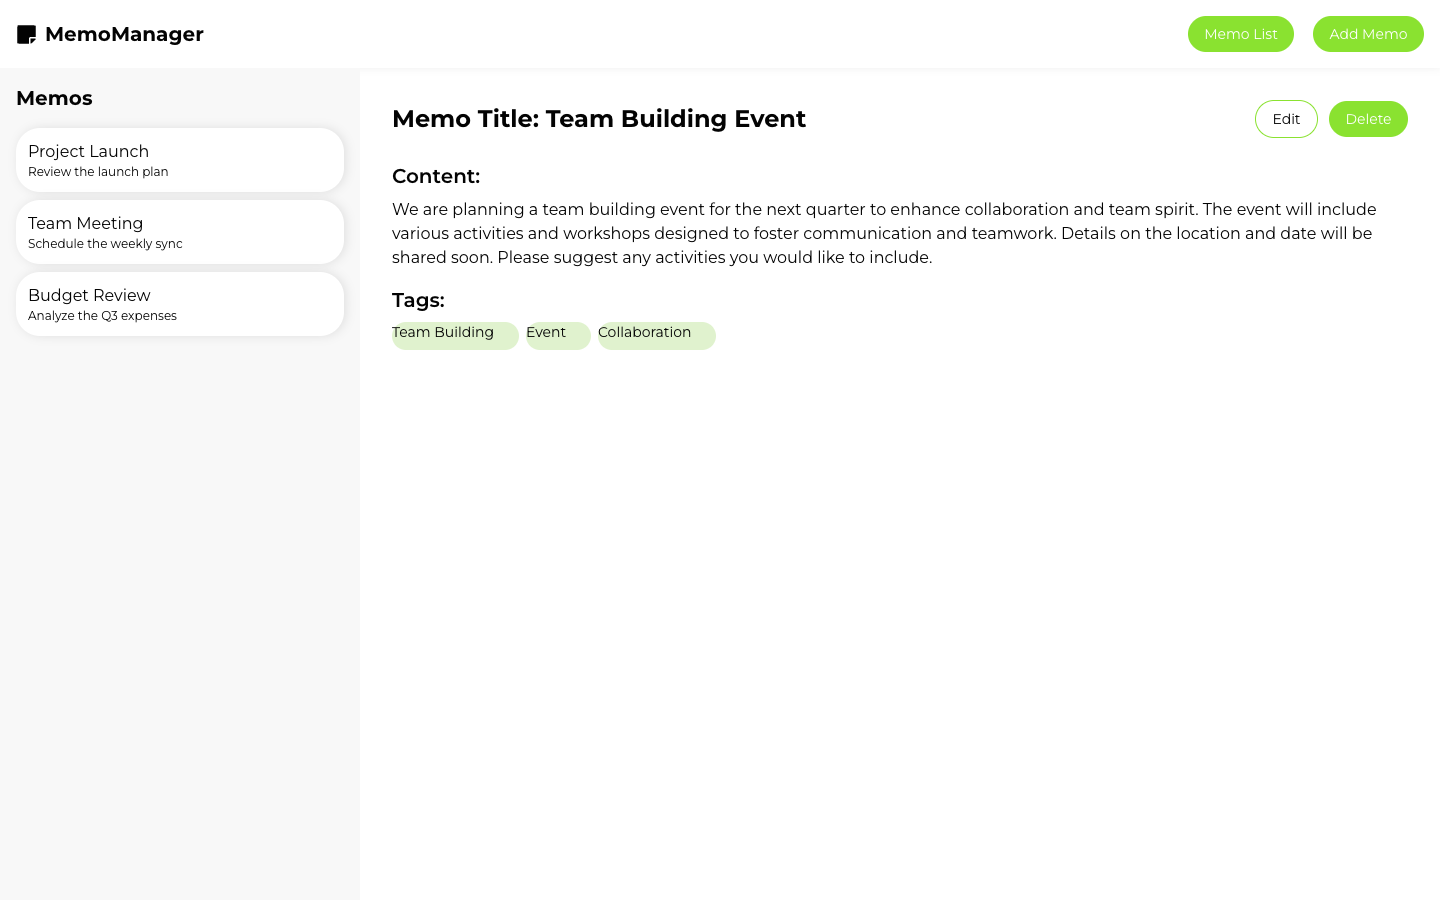 MemoManager
Memo List
Add Memo
Memos
Project Launch
Review the launch plan
Team Meeting
Schedule the weekly sync
Budget Review
Analyze the Q3 expenses
Memo Title: Team Building Event
Edit
Delete
Content:
We are planning a team building event for the next quarter to enhance collaboration and team spirit. The event will include
various activities and workshops designed to foster communication and teamwork. Details on the location and date will be
shared soon. Please suggest any activities you would like to include.
Tags:
Team Building
Event
Collaboration